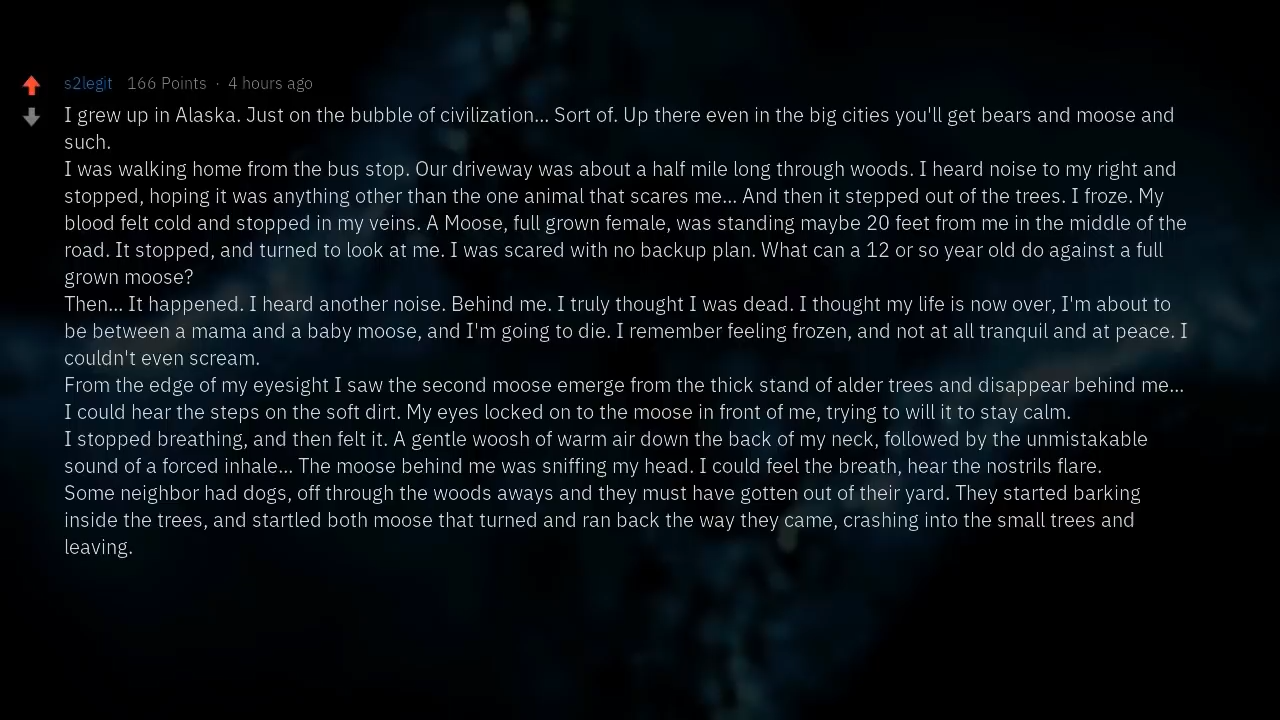 s2legit 166 Points · 4 hours ago
I grew up in Alaska. Just on the bubble of civilization... Sort of. Up there even in the big cities you'll get bears and moose and
such.
I was walking home from the bus stop. Our driveway was about a half mile long through woods. I heard noise to my right and
stopped, hoping it was anything other than the one animal that scares me... And then it stepped out of the trees. I froze. My
blood felt cold and stopped in my veins. A Moose, full grown female, was standing maybe 20 feet from me in the middle of the
road. It stopped, and turned to look at me. I was scared with no backup plan. What can a 12 or so year old do against a full
grown moose?
Then... It happened. I heard another noise. Behind me. I truly thought I was dead. I thought my life is now over, I'm about to
be between a mama and a baby moose, and I'm going to die. I remember feeling frozen, and not at all tranquil and at peace. I
couldn't even scream.
From the edge of my eyesight I saw the second moose emerge from the thick stand of alder trees and disappear behind me...
I could hear the steps on the soft dirt. My eyes locked on to the moose in front of me, trying to will it to stay calm.
I stopped breathing, and then felt it. A gentle woosh of warm air down the back of my neck, followed by the unmistakable
sound of a forced inhale... The moose behind me was sniffing my head. I could feel the breath, hear the nostrils flare.
Some neighbor had dogs, off through the woods aways and they must have gotten out of their yard. They started barking
inside the trees, and startled both moose that turned and ran back the way they came, crashing into the small trees and
leaving.